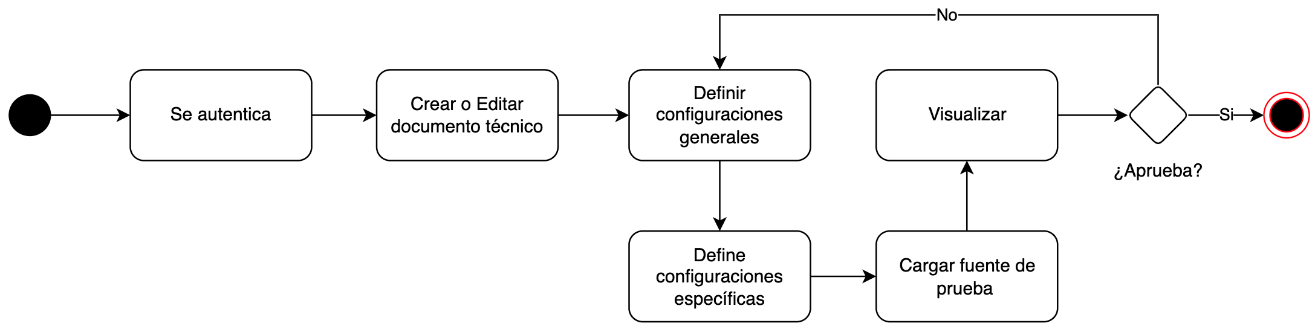 No
Se autentica
Crear o Editar
documento técnico
Definir
configuraciones
generales
Visualizar
Si
¿Aprueba?
Define
configuraciones
específicas
Cargar fuente de
prueba